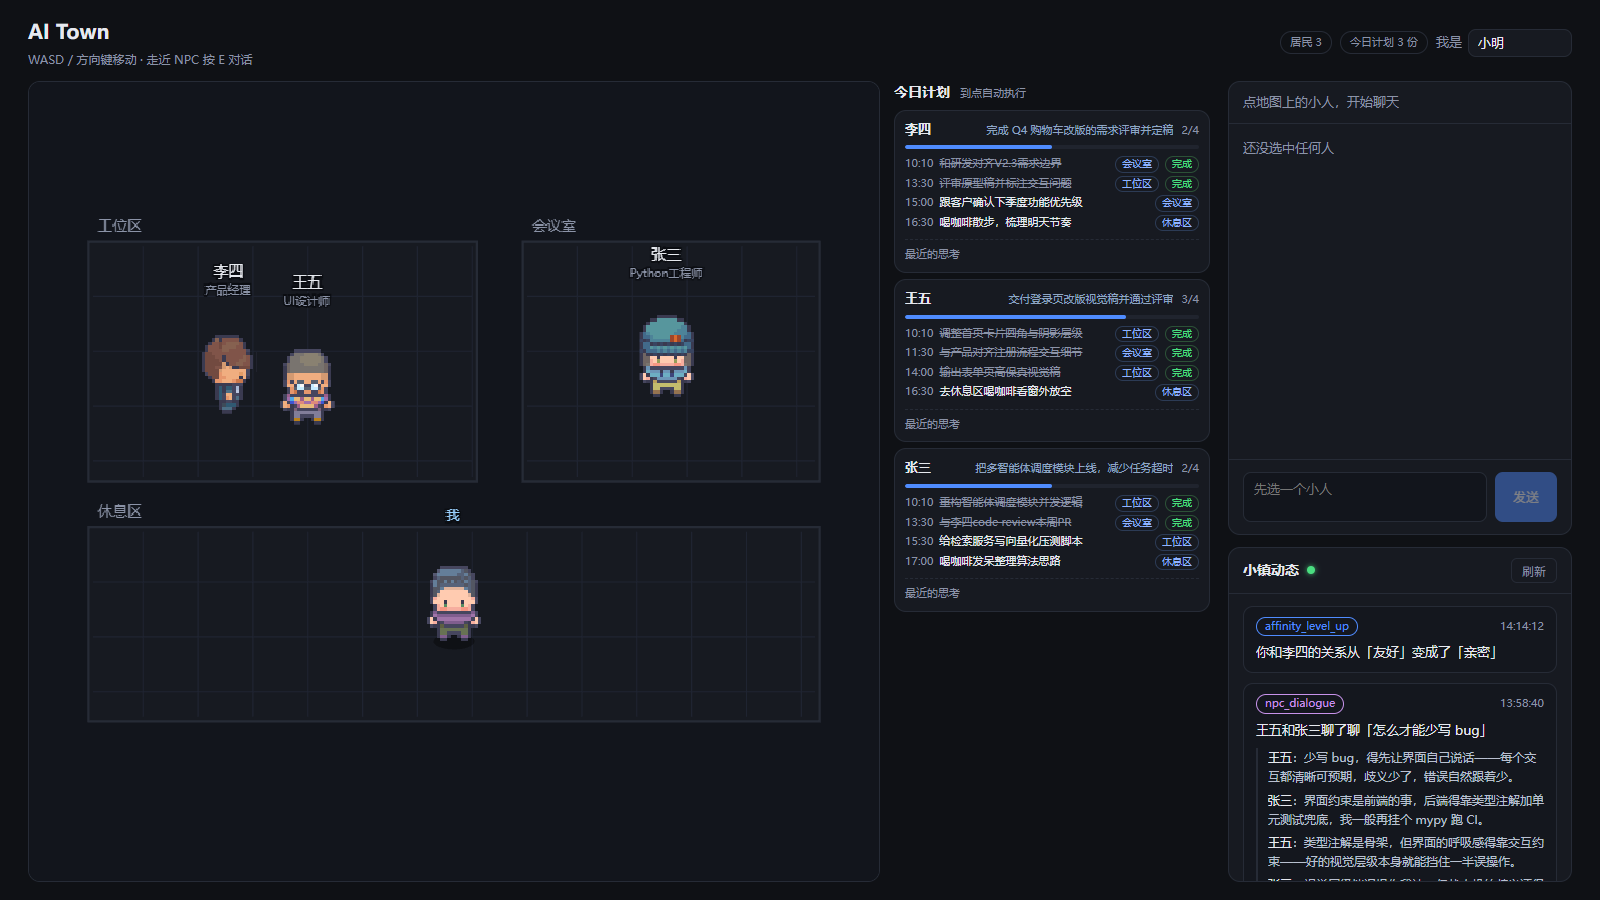 AI Town
WASD / 方向键移动 · 走近 NPC 按 E 对话
居民 3
今日计划 3 份
我是
小明
工位区
会议室
李四
产品经理
王五
UI设计师
张三
Python工程师
休息区
我
今日计划 到点自动执行
李四 完成 Q4 购物车改版的需求评审并定稿 2/4
10:10 和研发对齐V2.3需求边界 会议室 完成
13:30 评审原型稿并标注交互问题 工位区 完成
15:00 跟客户确认下季度功能优先级 会议室
16:30 喝咖啡散步，梳理明天节奏 休息区
最近的思考
王五 交付登录页改版视觉稿并通过评审 3/4
10:10 调整首页卡片圆角与阴影层级 工位区 完成
11:30 与产品对齐注册流程交互细节 会议室 完成
14:00 输出表单页高保真视觉稿 工位区 完成
16:30 去休息区喝咖啡看窗外放空 休息区
最近的思考
张三 把多智能体调度模块上线，减少任务超时 2/4
10:10 重构智能体调度模块并发逻辑 工位区 完成
13:30 与李四code review本周PR 会议室 完成
15:30 给检索服务写向量化压测脚本 工位区
17:00 喝咖啡发呆整理算法思路 休息区
最近的思考
点地图上的小人，开始聊天
还没选中任何人
先选一个小人
发送
小镇动态
刷新
affinity_level_up 14:14:12
你和李四的关系从「友好」变成了「亲密」
npc_dialogue 13:58:40
王五和张三聊了聊「怎么才能少写 bug」
王五：少写 bug，得先让界面自己说话——每个交
互都清晰可预期，歧义少了，错误自然跟着少。
张三：界面约束是前端的事，后端得靠类型注解加单
元测试兜底，我一般再挂个 mypy 跑 CI。
王五：类型注解是骨架，但界面的呼吸感得靠交互约
束——好的视觉层级本身就能挡住一半误操作。